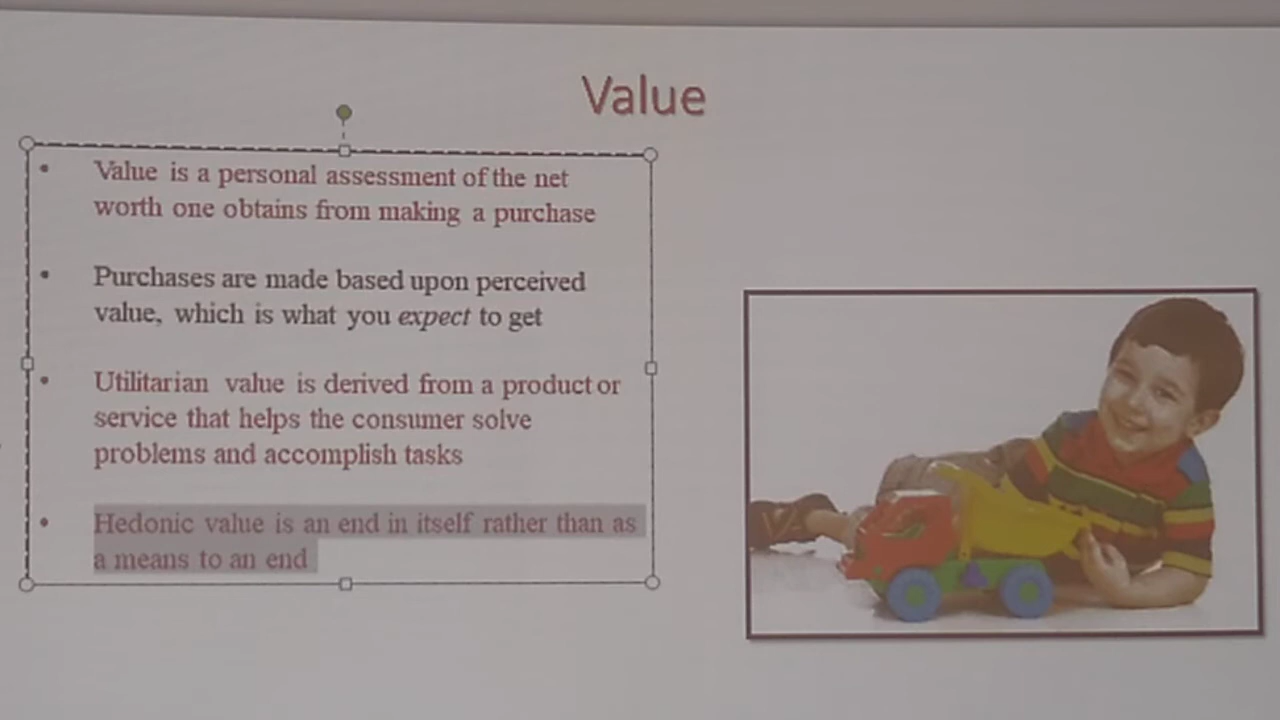 Value
• Value is a personal assessment of the net
worth one obtains from making a purchase
• Purchases are made based upon perceived
value, which is what you expect to get
• Utilitarian value is derived from a product or
service that helps the consumer solve
problems and accomplish tasks
• Hedonic value is an end in itself rather than as
a means to an end